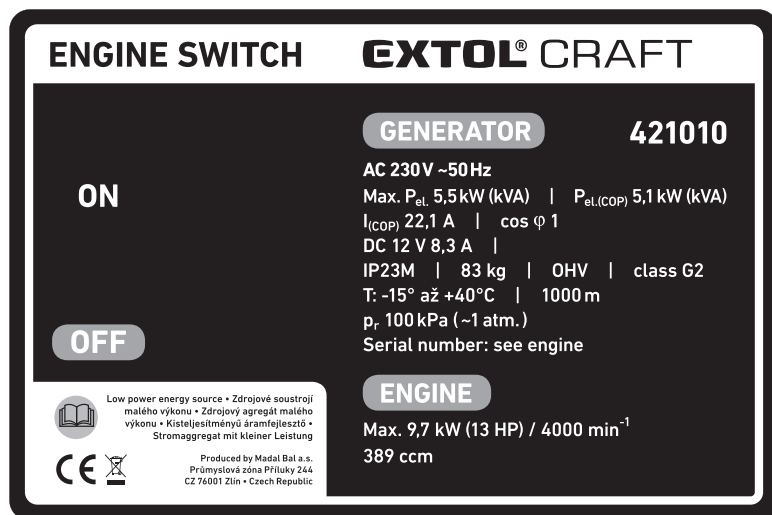 ENGINE SWITCH
EXTOL® CRAFT
ON
OFF
GENERATOR 421010
AC 230 V ~50 Hz
Max. Pel. 5,5 kW (kVA) | Pel.(COP) 5,1 kW (kVA)
I(COP) 22,1 A | cos φ 1
DC 12 V 8,3 A |
IP23M | 83 kg | OHV | class G2
T: -15° až +40°C | 1000 m
pr 100 kPa (~1 atm.)
Serial number: see engine
ENGINE
Max. 9,7 kW (13 HP) / 4000 min-1
389 ccm
Low power energy source • Zdrojové soustrojí
malého výkonu • Zdrojový agregát malého
výkonu • Kisteljesítményű áramfejlesztő •
Stromaggregat mit kleiner Leistung
CE
Produced by Madal Bal a.s.
Průmyslová zóna Příluky 244
CZ 76001 Zlín • Czech Republic